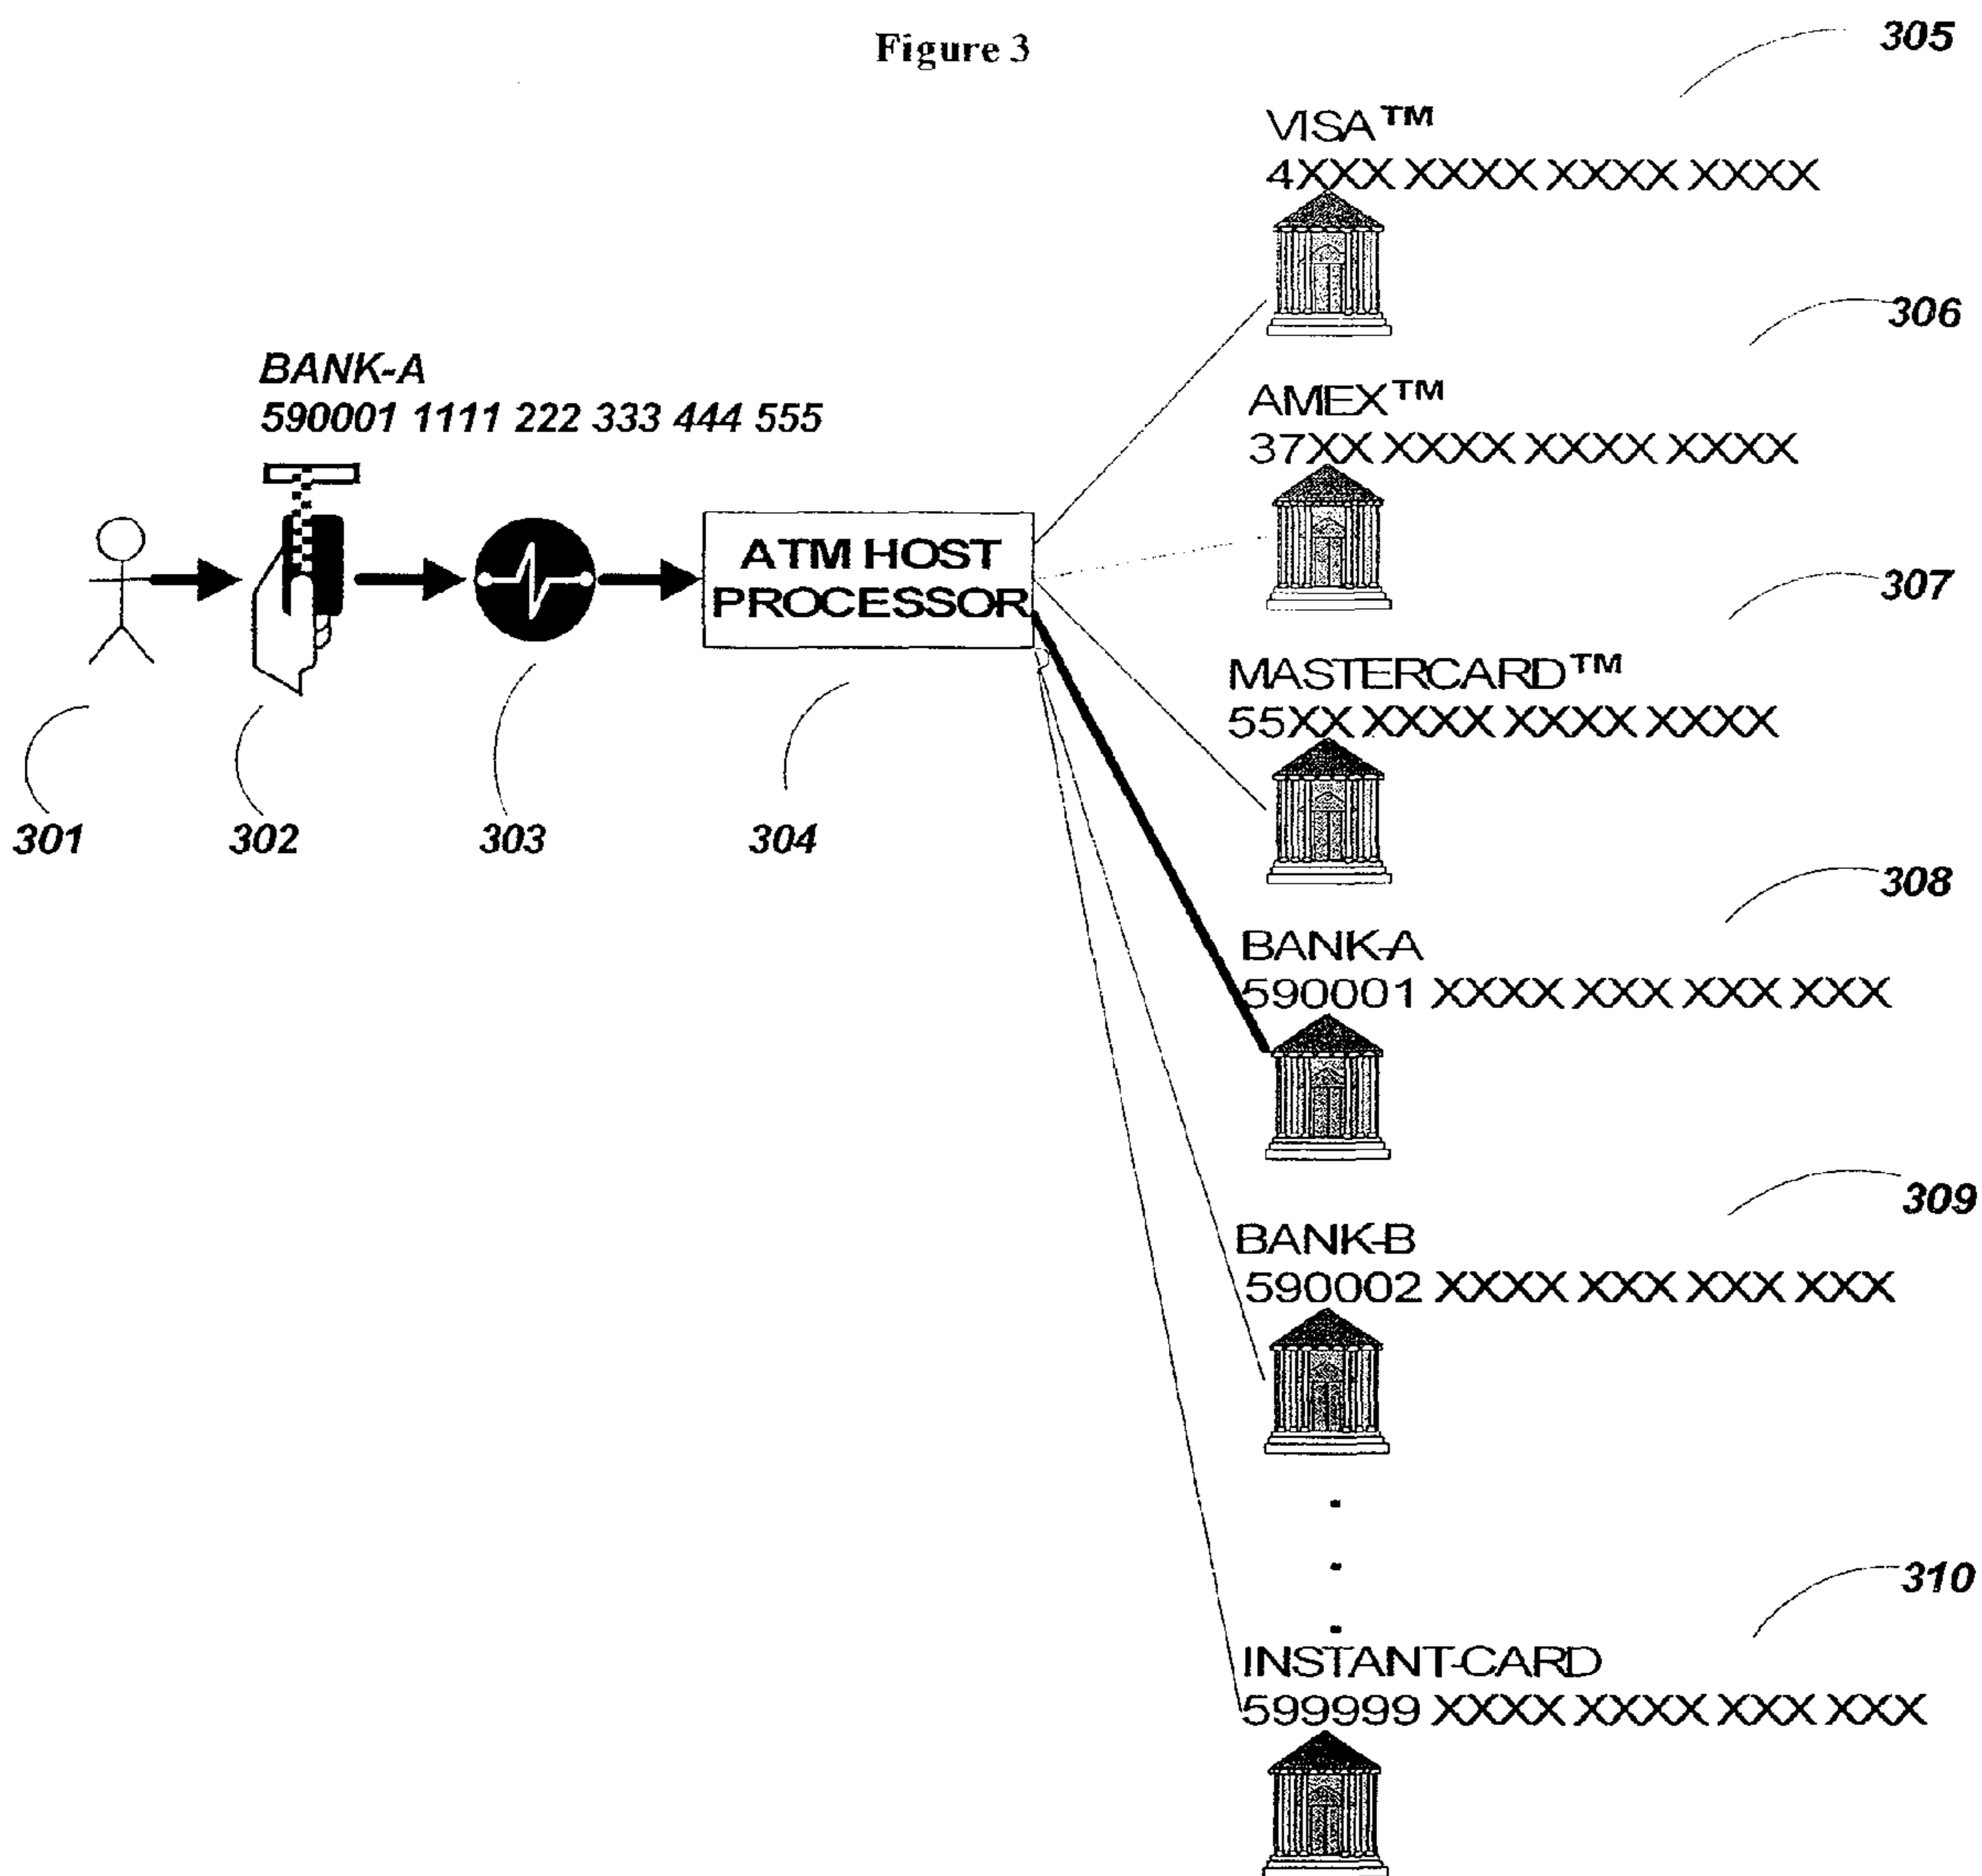 Figure 3
305
VISA™
4XXX XXXX XXXX XXXX
306
AMEX™
37XX XXXX XXXX XXXX
BANK-A
590001 1111 222 333 444 555
ATM HOST
PROCESSOR
307
MASTERCARD™
55XX XXXX XXXX XXXX
301
302
303
304
308
BANK-A
590001 XXXX XXX XXX XXX
309
BANK-B
590002 XXXX XXX XXX XXX
310
INSTANT-CARD
599999 XXXX XXXX XXX XXX